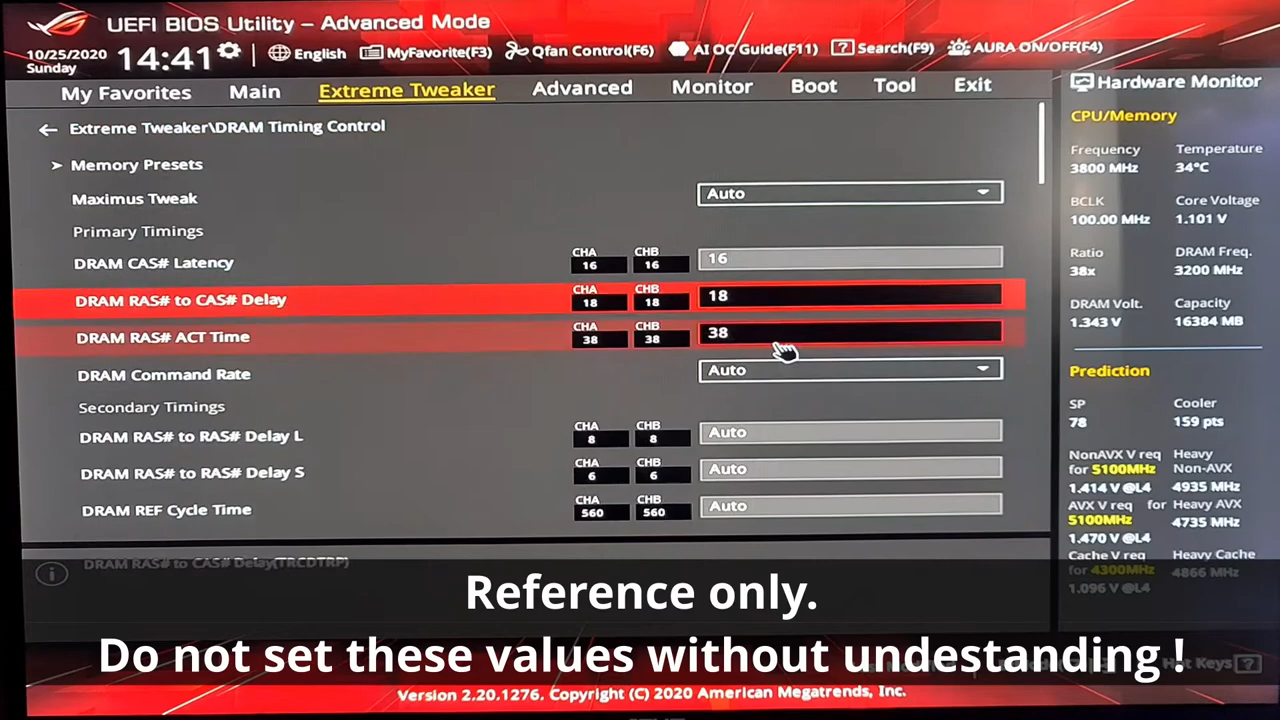 UEFI BIOS Utility – Advanced Mode
10/25/2020
Sunday
14:41
English
MyFavorite(F3)
Qfan Control(F6)
AI OC Guide(F11)
Search(F9)
AURA ON/OFF(F4)
My Favorites
Main
Extreme Tweaker
Advanced
Monitor
Boot
Tool
Exit
Extreme Tweaker\DRAM Timing Control
Memory Presets
Maximus Tweak
Auto
Primary Timings
DRAM CAS# Latency
CHA
16
CHB
16
16
DRAM RAS# to CAS# Delay
CHA
18
CHB
18
18
DRAM RAS# ACT Time
CHA
38
CHB
38
38
DRAM Command Rate
Auto
Secondary Timings
DRAM RAS# to RAS# Delay L
CHA
8
CHB
8
Auto
DRAM RAS# to RAS# Delay S
CHA
6
CHB
6
Auto
DRAM REF Cycle Time
CHA
560
CHB
560
Auto
DRAM RAS# to CAS# Delay(TRCDTRP)
Hardware Monitor
CPU/Memory
Frequency Temperature
3800 MHz 34°C
BCLK Core Voltage
100.00 MHz 1.101 V
Ratio DRAM Freq.
38x 3200 MHz
DRAM Volt. Capacity
1.343 V 16384 MB
Prediction
SP Cooler
78 159 pts
NonAVX V req Heavy
for 5100MHz Non-AVX
1.414 V @L4 4935 MHz
AVX V req for Heavy AVX
5100MHz 4735 MHz
1.470 V @L4
Cache V req Heavy Cache
for 4300MHz 4866 MHz
1.096 V @L4
Reference only.
Do not set these values without undestanding !
Hot Keys ?
Version 2.20.1276. Copyright (C) 2020 American Megatrends, Inc.